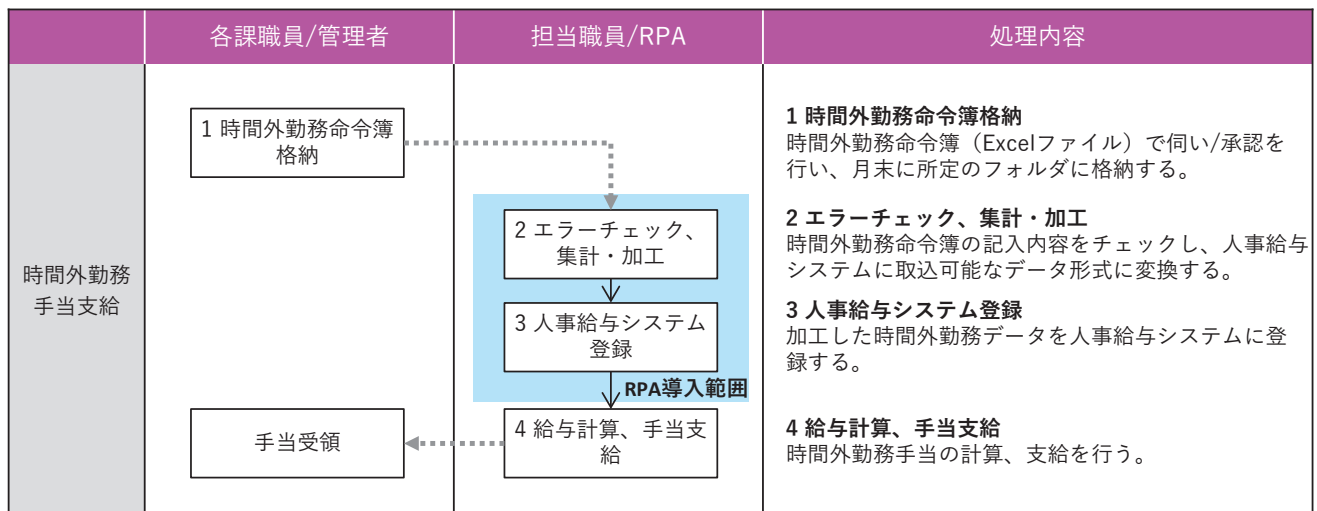 各課職員/管理者
担当職員/RPA
処理内容
時間外勤務
手当支給
1 時間外勤務命令簿
格納
2 エラーチェック、
集計・加工
3 人事給与システム
登録
RPA導入範囲
4 給与計算、手当支
給
手当受領
1 時間外勤務命令簿格納
時間外勤務命令簿（Excelファイル）で伺い/承認を
行い、月末に所定のフォルダに格納する。
2 エラーチェック、集計・加工
時間外勤務命令簿の記入内容をチェックし、人事給与
システムに取込可能なデータ形式に変換する。
3 人事給与システム登録
加工した時間外勤務データを人事給与システムに登
録する。
4 給与計算、手当支給
時間外勤務手当の計算、支給を行う。